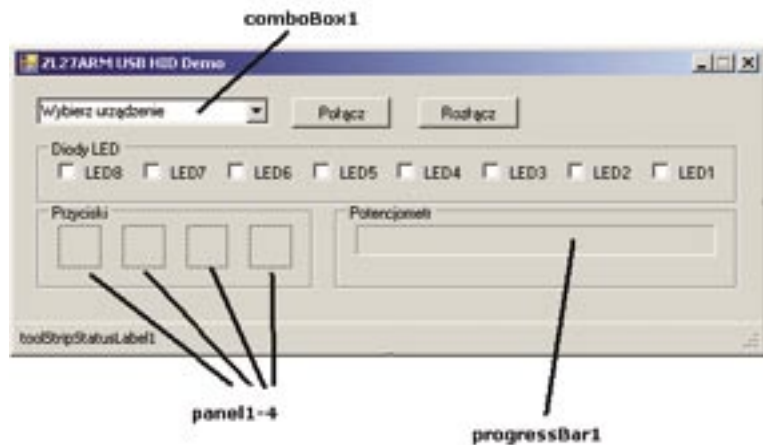 comboBox1
ZL27ARM USB HID Demo
Wybierz urządzenie
Połącz
Rozłącz
Diody LED
LED8 LED7 LED6 LED5 LED4 LED3 LED2 LED1
Przyciski
Potencjometr
toolStripStatusLabel1
panel1-4
progressBar1